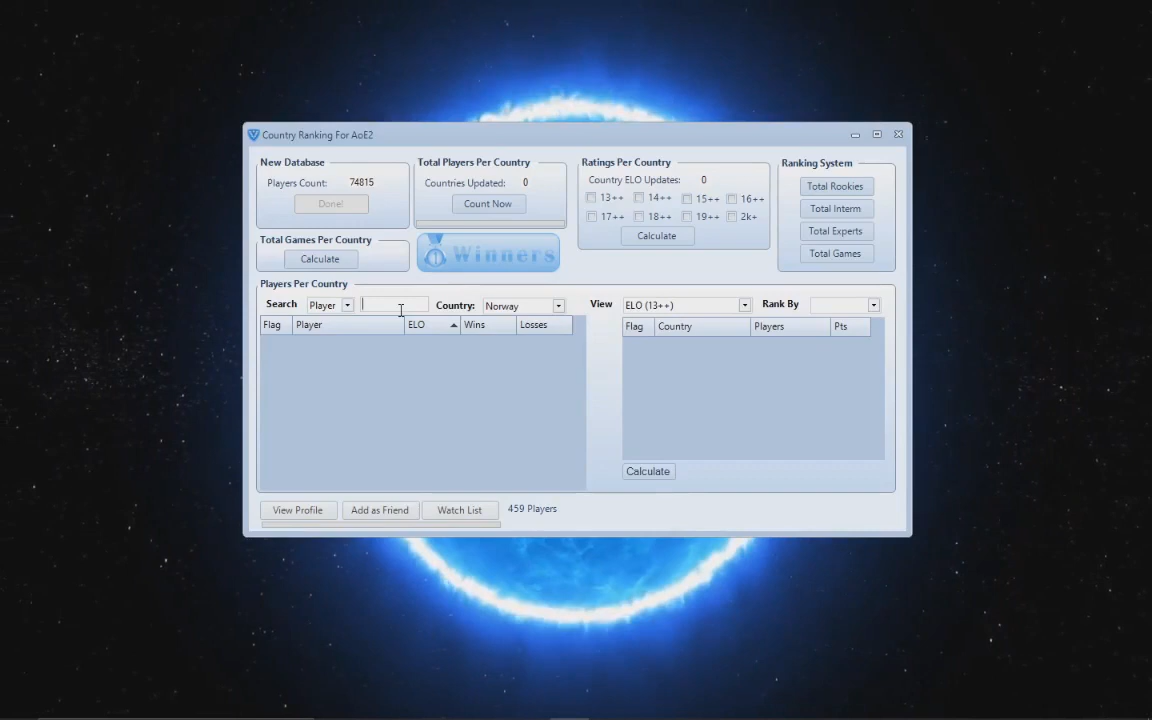 Country Ranking For AoE2
New Database
Players Count: 74815
Done!
Total Players Per Country
Countries Updated: 0
Count Now
Ratings Per Country
Country ELO Updates: 0
13++ 14++ 15++ 16++
17++ 18++ 19++ 2k+
Calculate
Ranking System
Total Rookies
Total Interm
Total Experts
Total Games
Total Games Per Country
Calculate
1 Winners
Players Per Country
Search Player Country: Norway
Flag Player ELO Wins Losses
View ELO (13++) Rank By
Flag Country Players Pts
Calculate
View Profile Add as Friend Watch List 459 Players